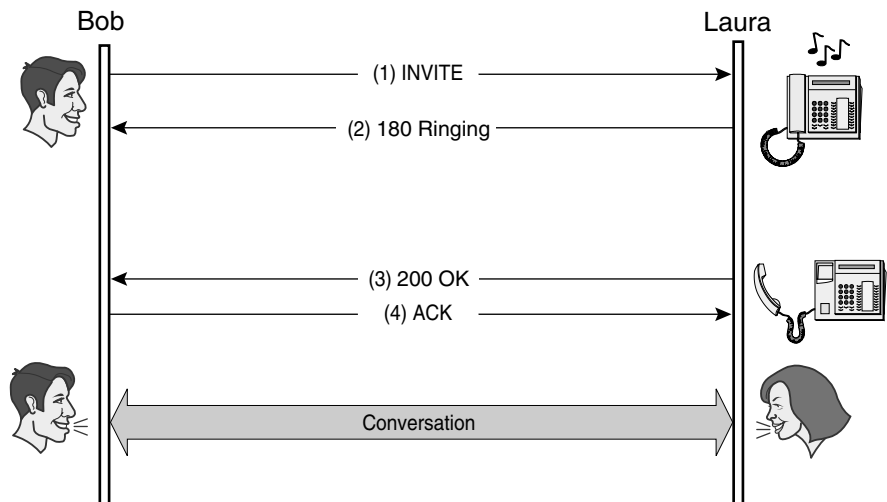 Bob
Laura
(1) INVITE
(2) 180 Ringing
(3) 200 OK
(4) ACK
Conversation